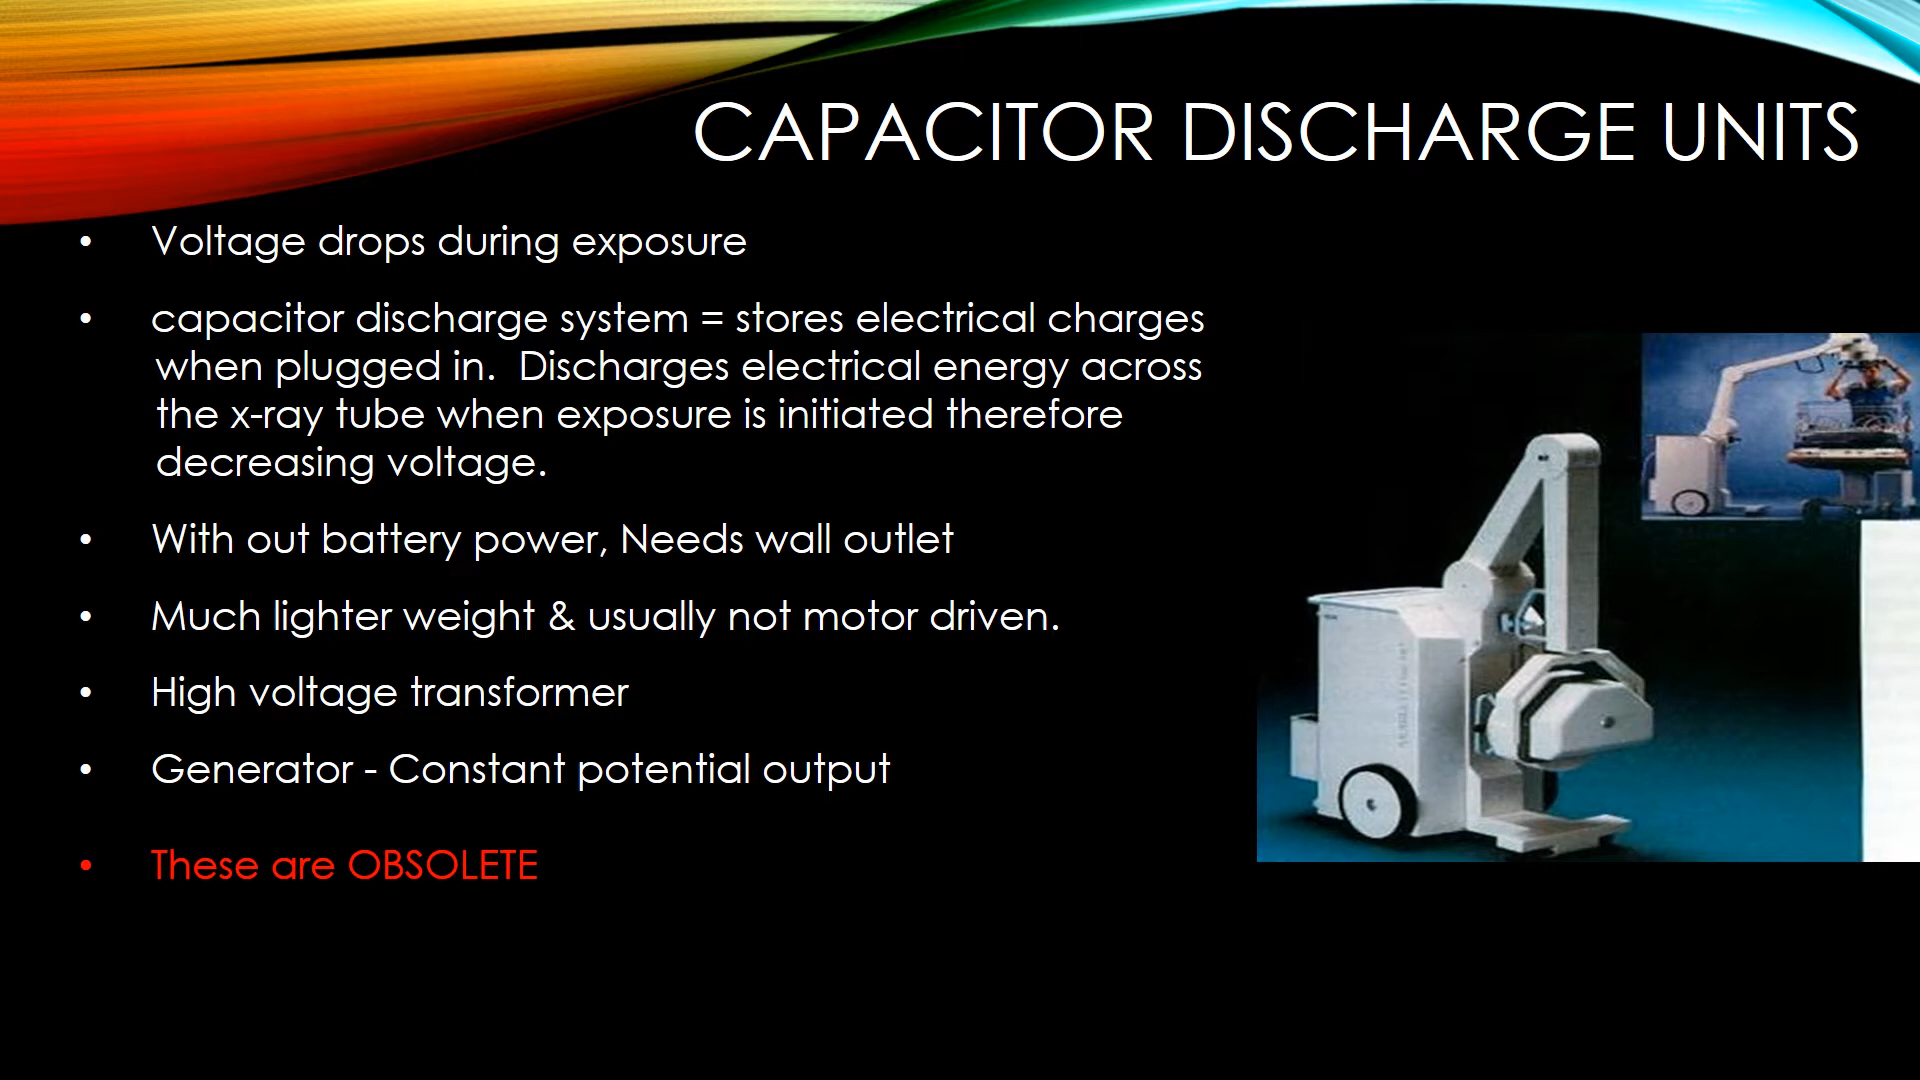 CAPACITOR DISCHARGE UNITS
• Voltage drops during exposure
• capacitor discharge system = stores electrical charges
when plugged in.  Discharges electrical energy across
the x-ray tube when exposure is initiated therefore
decreasing voltage.
• With out battery power, Needs wall outlet
• Much lighter weight & usually not motor driven.
• High voltage transformer
• Generator - Constant potential output
• These are OBSOLETE